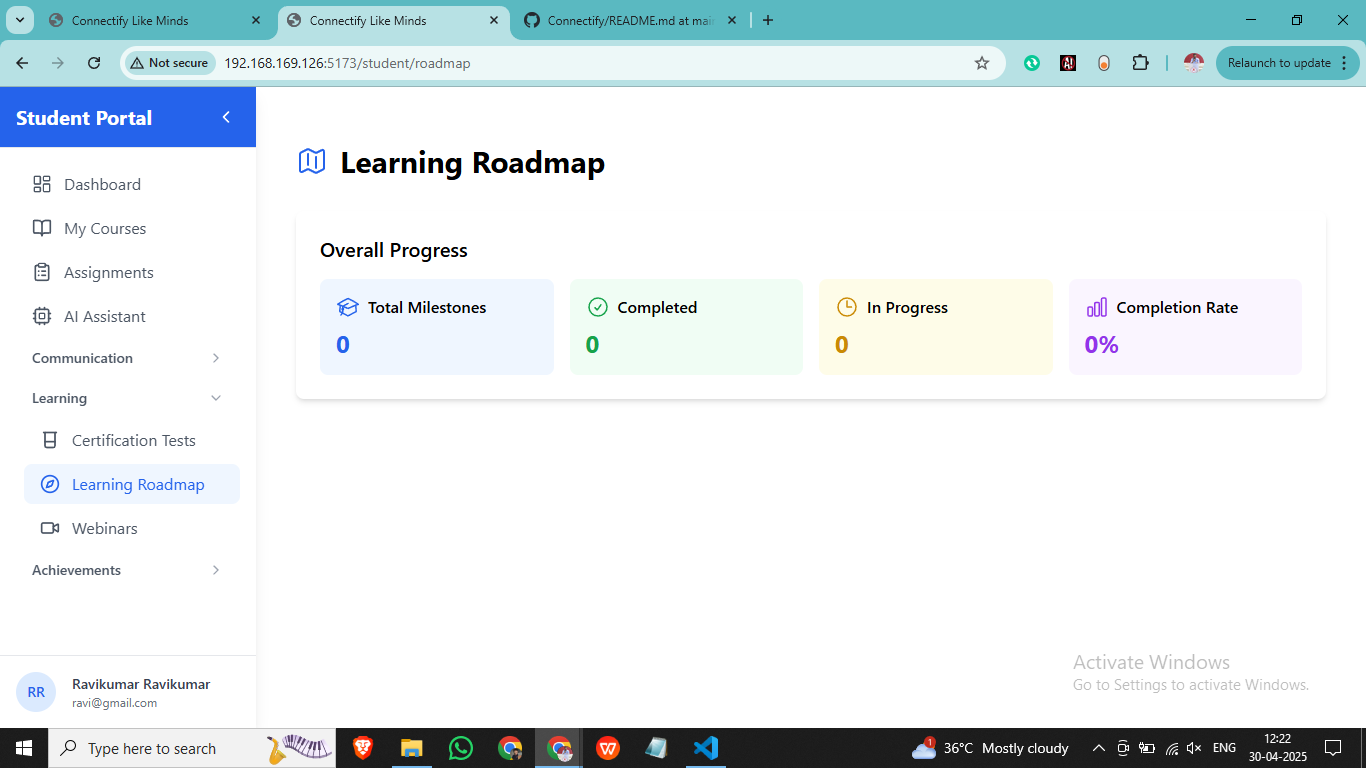 Connectify Like Minds
Connectify Like Minds
Connectify/README.md at mai
Not secure
192.168.169.126:5173/student/roadmap
Relaunch to update
Student Portal
Dashboard
My Courses
Assignments
AI Assistant
Communication
Learning
Certification Tests
Learning Roadmap
Webinars
Achievements
RR
Ravikumar Ravikumar
ravi@gmail.com
Learning Roadmap
Overall Progress
Total Milestones
0
Completed
0
In Progress
0
Completion Rate
0%
Activate Windows
Go to Settings to activate Windows.
Type here to search
1
36°C Mostly cloudy
ENG
12:22
30-04-2025